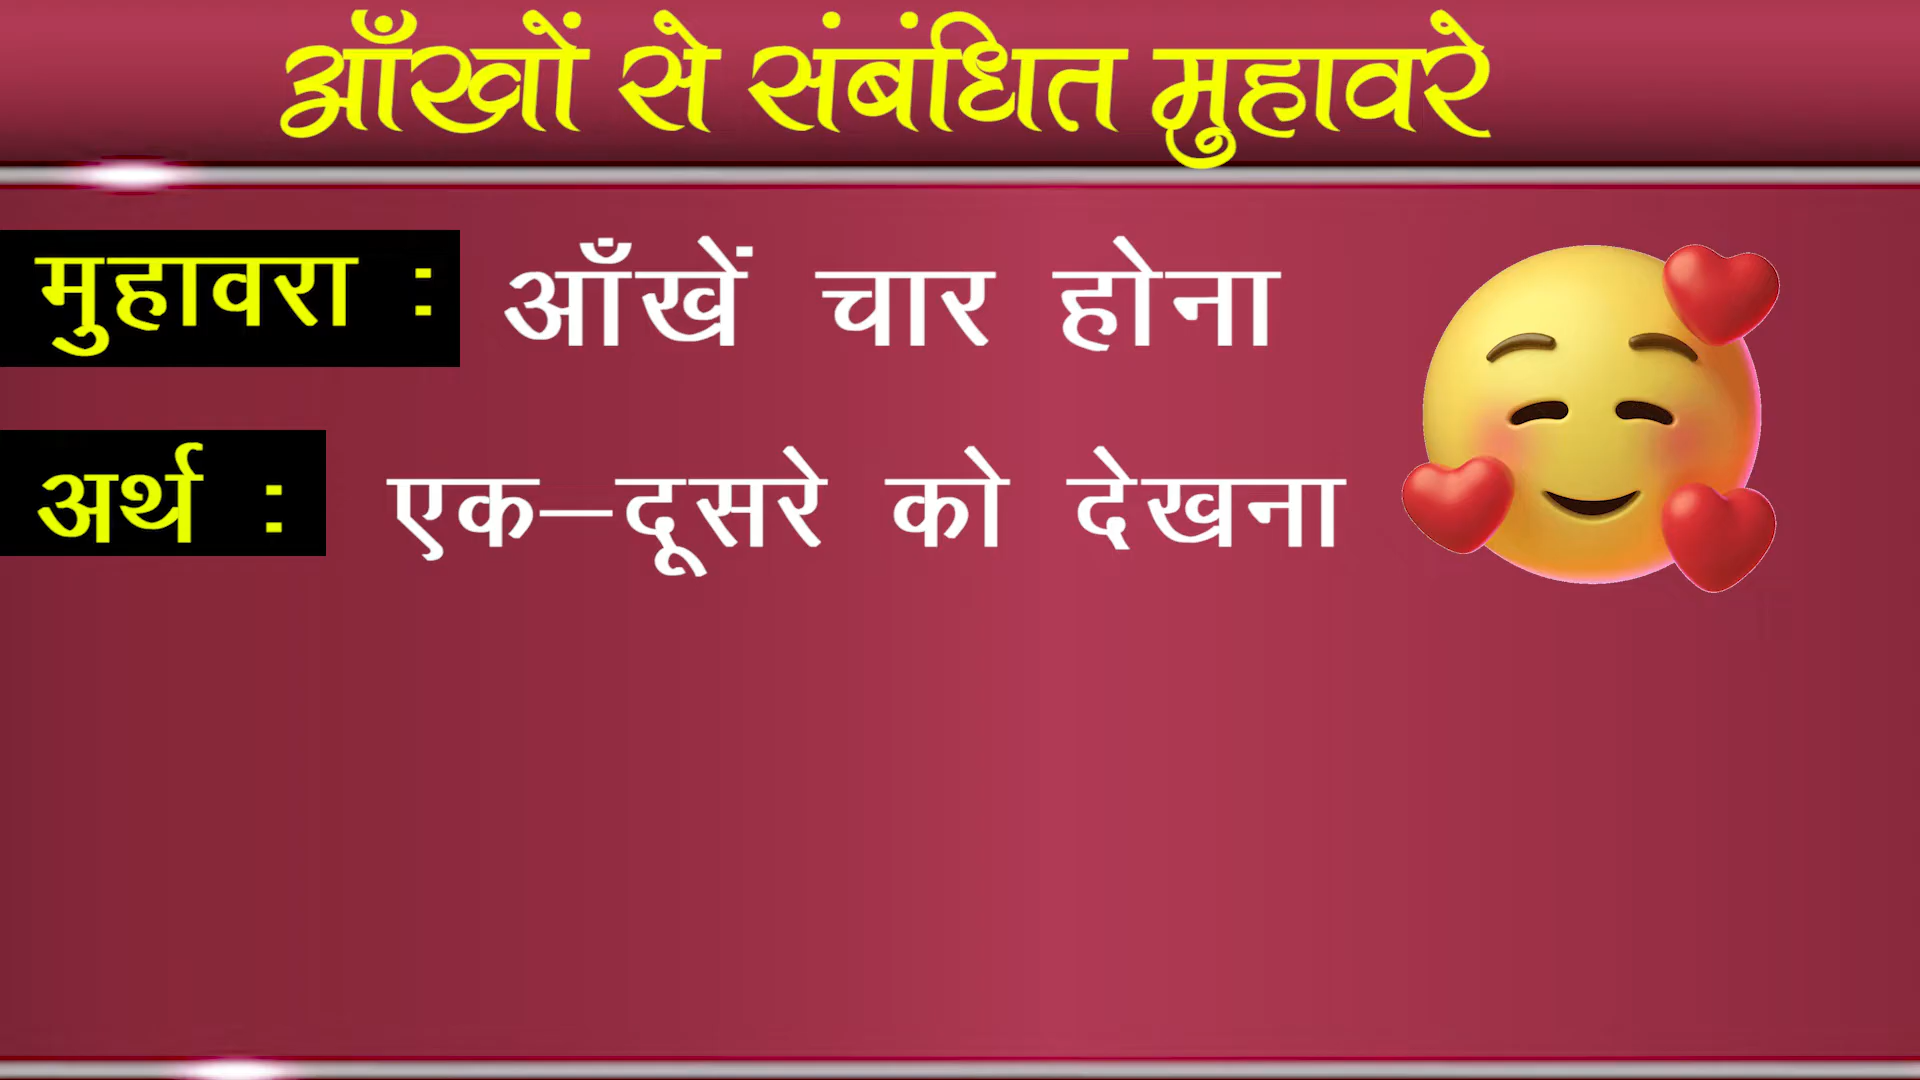 आँखों से संबंधित मुहावरे
मुहावरा : आँखें चार होना
अर्थ : एक–दूसरे को देखना